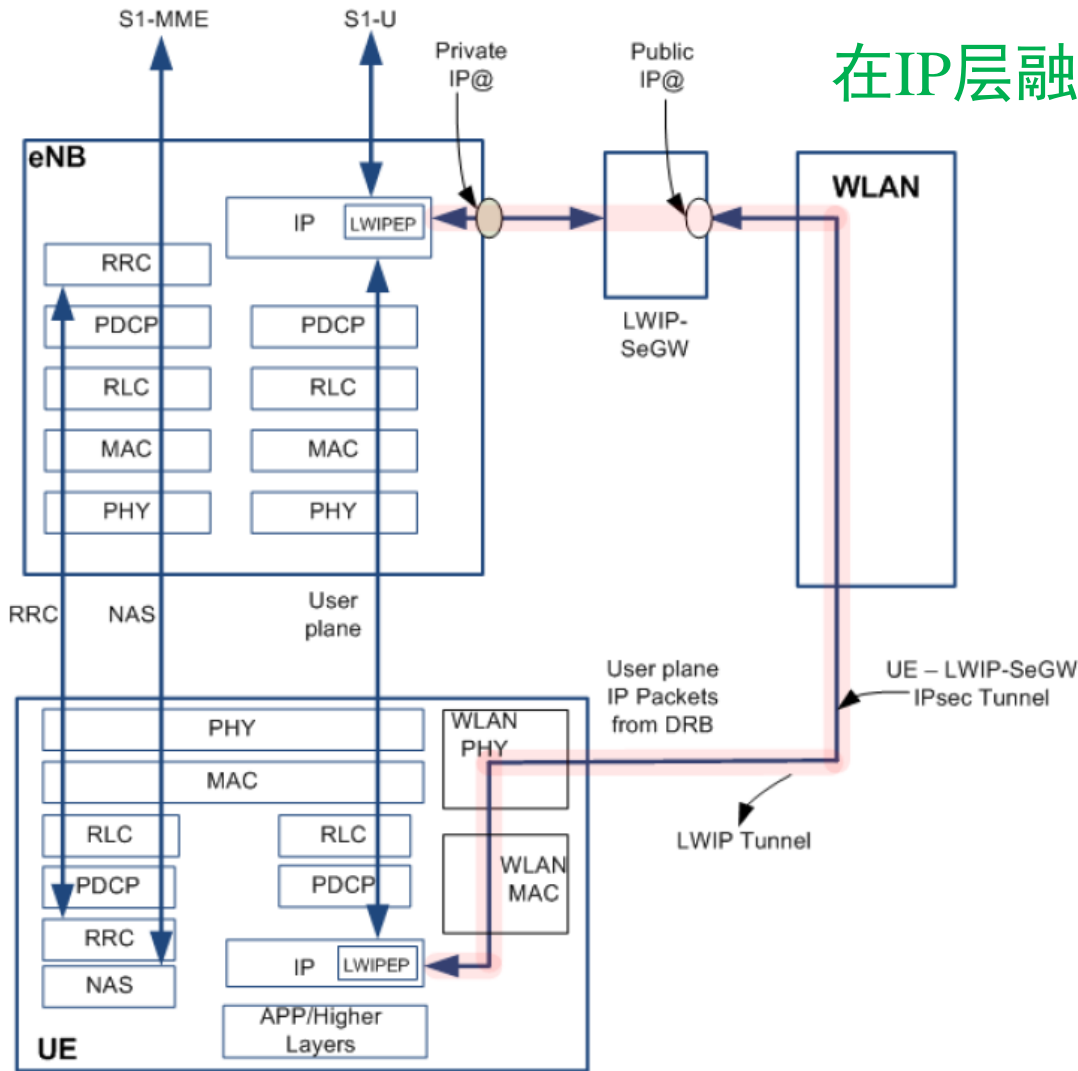 S1-MME
S1-U
Private
IP@
Public
IP@
在IP层融
eNB
IP
LWIPEP
RRC
PDCP
RLC
MAC
PHY
PDCP
RLC
MAC
PHY
LWIP-
SeGW
WLAN
RRC
NAS
User
plane
User plane
IP Packets
from DRB
UE – LWIP-SeGW
IPsec Tunnel
LWIP Tunnel
PHY
MAC
RLC
PDCP
RRC
NAS
RLC
PDCP
IP
LWIPEP
APP/Higher
Layers
WLAN
PHY
WLAN
MAC
UE